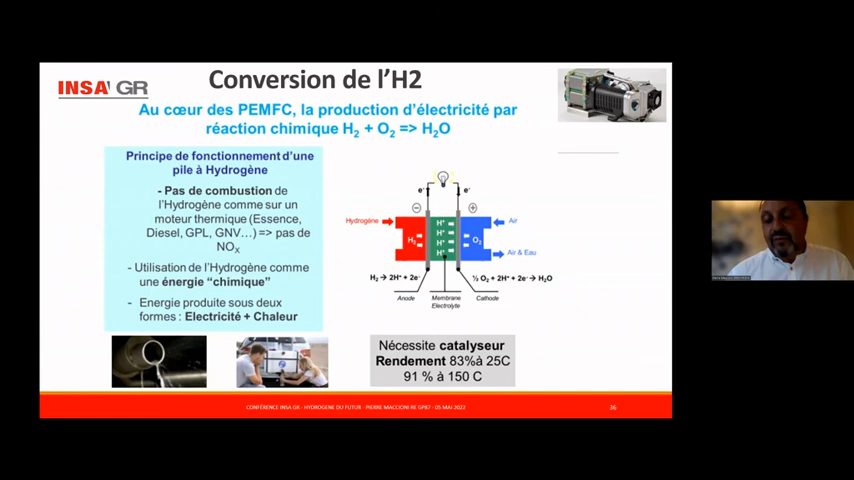 INSA GR
Conversion de l'H2
Au cœur des PEMFC, la production d'électricité par
réaction chimique H₂ + O₂ => H₂O
Principe de fonctionnement d'une
pile à Hydrogène
- Pas de combustion de
l'Hydrogène comme sur un
moteur thermique (Essence,
Diesel, GPL, GNV…) => pas de
NOX
- Utilisation de l'Hydrogène comme
une énergie "chimique"
- Energie produite sous deux
formes : Electricité + Chaleur
e⁻ e⁻
− +
Hydrogène
Air
H₂
H⁺
H⁺
H⁺
H⁺
O₂
Air & Eau
H₂ → 2H⁺ + 2e⁻
½ O₂ + 2H⁺ + 2e⁻ → H₂O
Anode
Membrane
Electrolyte
Cathode
Nécessite catalyseur
Rendement 83%à 25C
91 % à 150 C
CONFÉRENCE INSA GR - HYDROGENE DU FUTUR - PIERRE MACCIONI RE GP87 - 05 MAI 2022
36